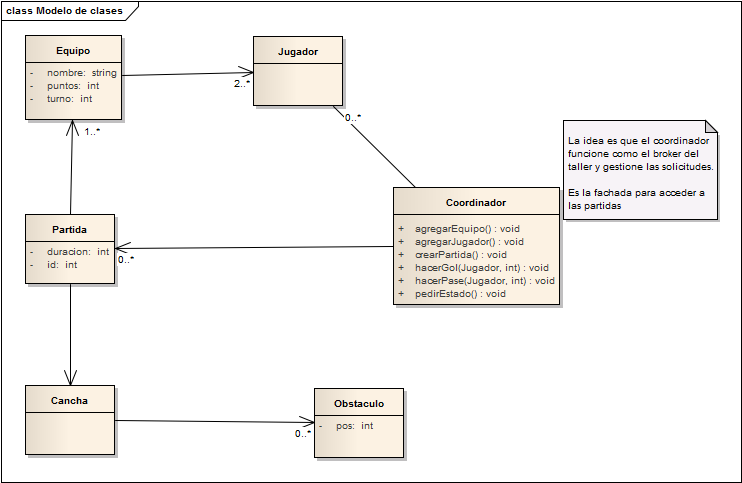 class Modelo de clases
Equipo
- nombre: string
- puntos: int
- turno: int
Jugador
2..*
1..*
0..*
La idea es que el coordinador
funcione como el broker del
taller y gestione las solicitudes.
Es la fachada para acceder a
las partidas
Coordinador
+ agregarEquipo() : void
+ agregarJugador() : void
+ crearPartida() : void
+ hacerGol(Jugador, int) : void
+ hacerPase(Jugador, int) : void
+ pedirEstado() : void
Partida
- duracion: int
- id: int
0..*
Cancha
Obstaculo
- pos: int
0..*